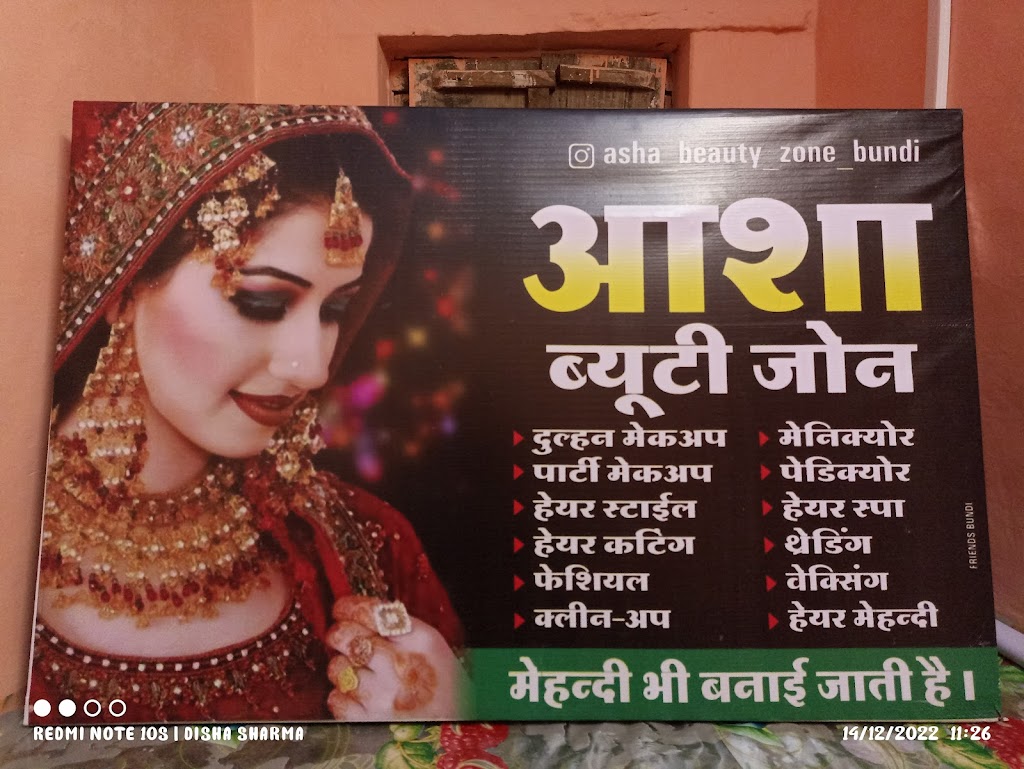 asha_beauty_zone_bundi
आशा
ब्यूटी जोन
दुल्हन मेकअप
पार्टी मेकअप
हेयर स्टाईल
हेयर कटिंग
फेशियल
क्लीन-अप
मेनिक्योर
पेडिक्योर
हेयर स्पा
थ्रेडिंग
वेक्सिंग
हेयर मेहन्दी
FRIENDS BUNDI
मेहन्दी भी बनाई जाती है।
REDMI NOTE 10S | DISHA SHARMA
14/12/2022 11:26